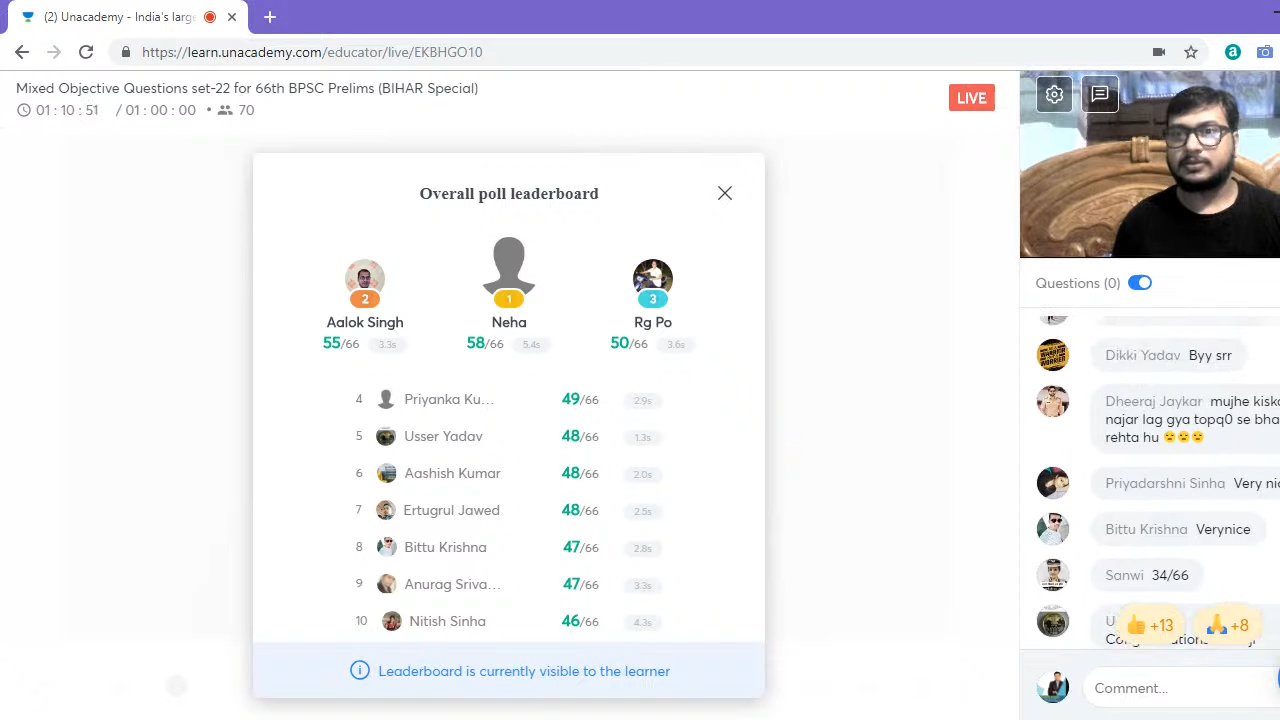 (2) Unacademy - India's larg
https://learn.unacademy.com/educator/live/EKBHGO10
a
Mixed Objective Questions set-22 for 66th BPSC Prelims (BIHAR Special)
01 : 10 : 51 / 01 : 00 : 00 • 70
LIVE
Overall poll leaderboard
2
1
3
Aalok Singh
Neha
Rg Po
55/66 3.3s
58/66 5.4s
50/66 3.6s
4 Priyanka Ku... 49/66 2.9s
5 Usser Yadav 48/66 1.3s
6 Aashish Kumar 48/66 2.0s
7 Ertugrul Jawed 48/66 2.5s
8 Bittu Krishna 47/66 2.8s
9 Anurag Sriva... 47/66 3.3s
10 Nitish Sinha 46/66 4.3s
Leaderboard is currently visible to the learner
Questions (0)
Dikki Yadav Byy srr
Dheeraj Jaykar mujhe kisk
najar lag gya topq0 se bha
rehta hu 😒😒😒
Priyadarshni Sinha Very ni
Bittu Krishna Verynice
Sanwi 34/66
👍 +13 🙏 +8
Comment...